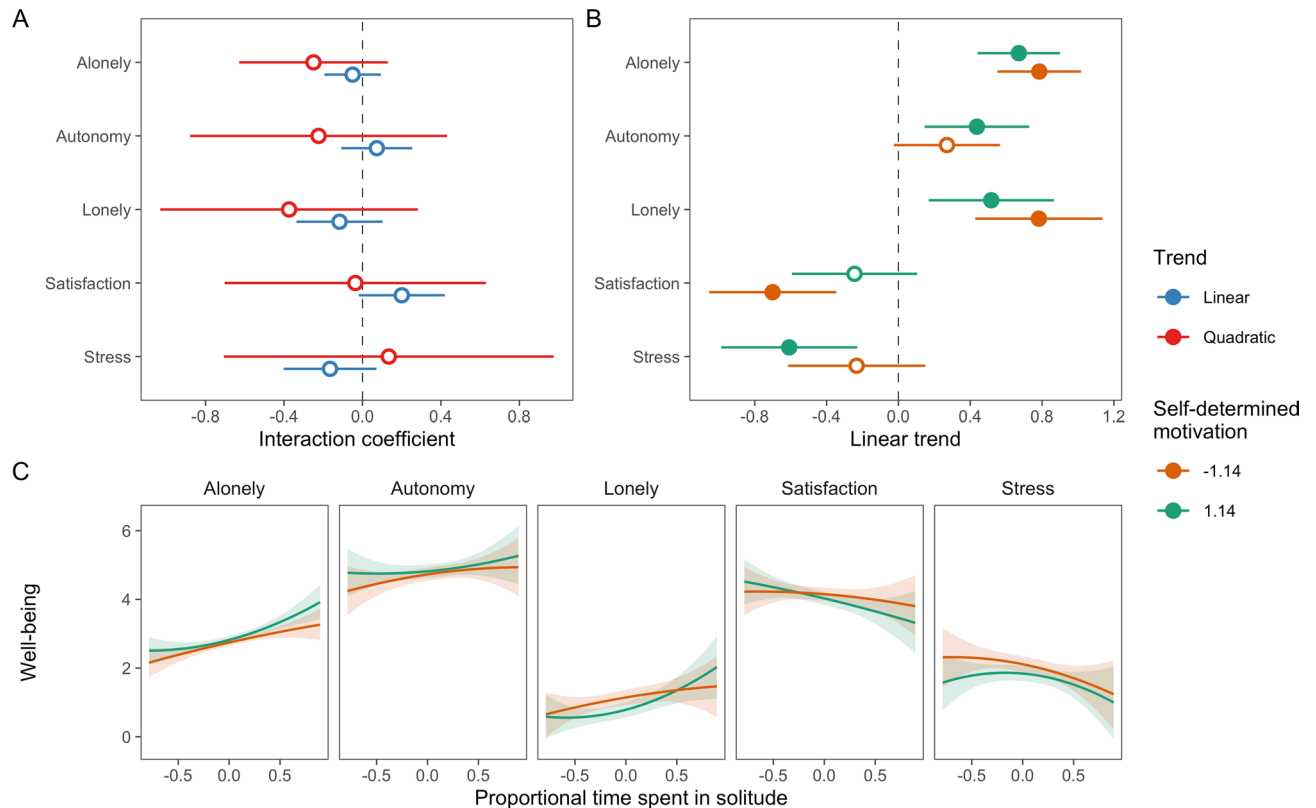 A
B
Alonely
Autonomy
Lonely
Satisfaction
Stress
-0.8 -0.4 0.0 0.4 0.8
Interaction coefficient
Alonely
Autonomy
Lonely
Satisfaction
Stress
-0.8 -0.4 0.0 0.4 0.8 1.2
Linear trend
Trend
Linear
Quadratic
Self-determined
motivation
-1.14
1.14
C
Alonely Autonomy Lonely Satisfaction Stress
Well-being
6
4
2
0
-0.5 0.0 0.5 -0.5 0.0 0.5 -0.5 0.0 0.5 -0.5 0.0 0.5 -0.5 0.0 0.5
Proportional time spent in solitude